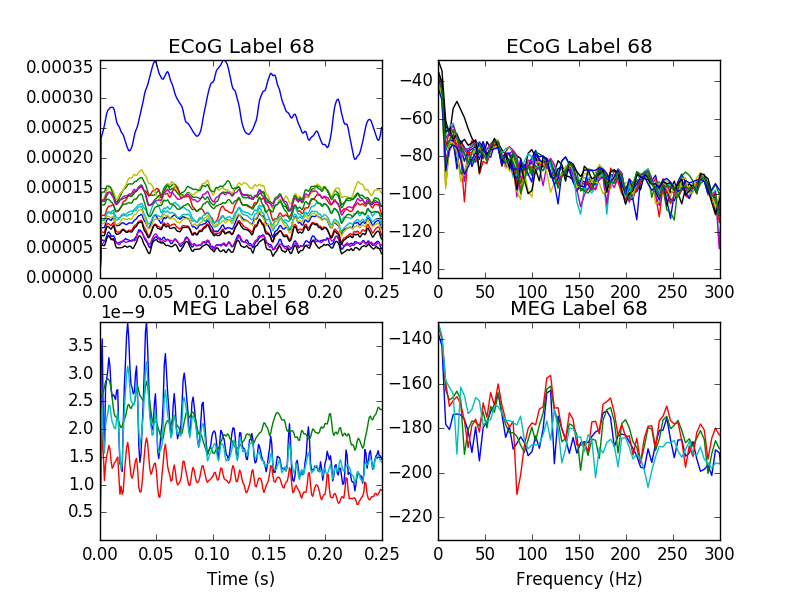 ECoG Label 68
0.00035
0.00030
0.00025
0.00020
0.00015
0.00010
0.00005
0.00000
0.00 0.05 0.10 0.15 0.20 0.25
ECoG Label 68
−40
−60
−80
−100
−120
−140
0 50 100 150 200 250 300
1e−9
MEG Label 68
3.5
3.0
2.5
2.0
1.5
1.0
0.5
0.00 0.05 0.10 0.15 0.20 0.25
Time (s)
MEG Label 68
−140
−160
−180
−200
−220
0 50 100 150 200 250 300
Frequency (Hz)